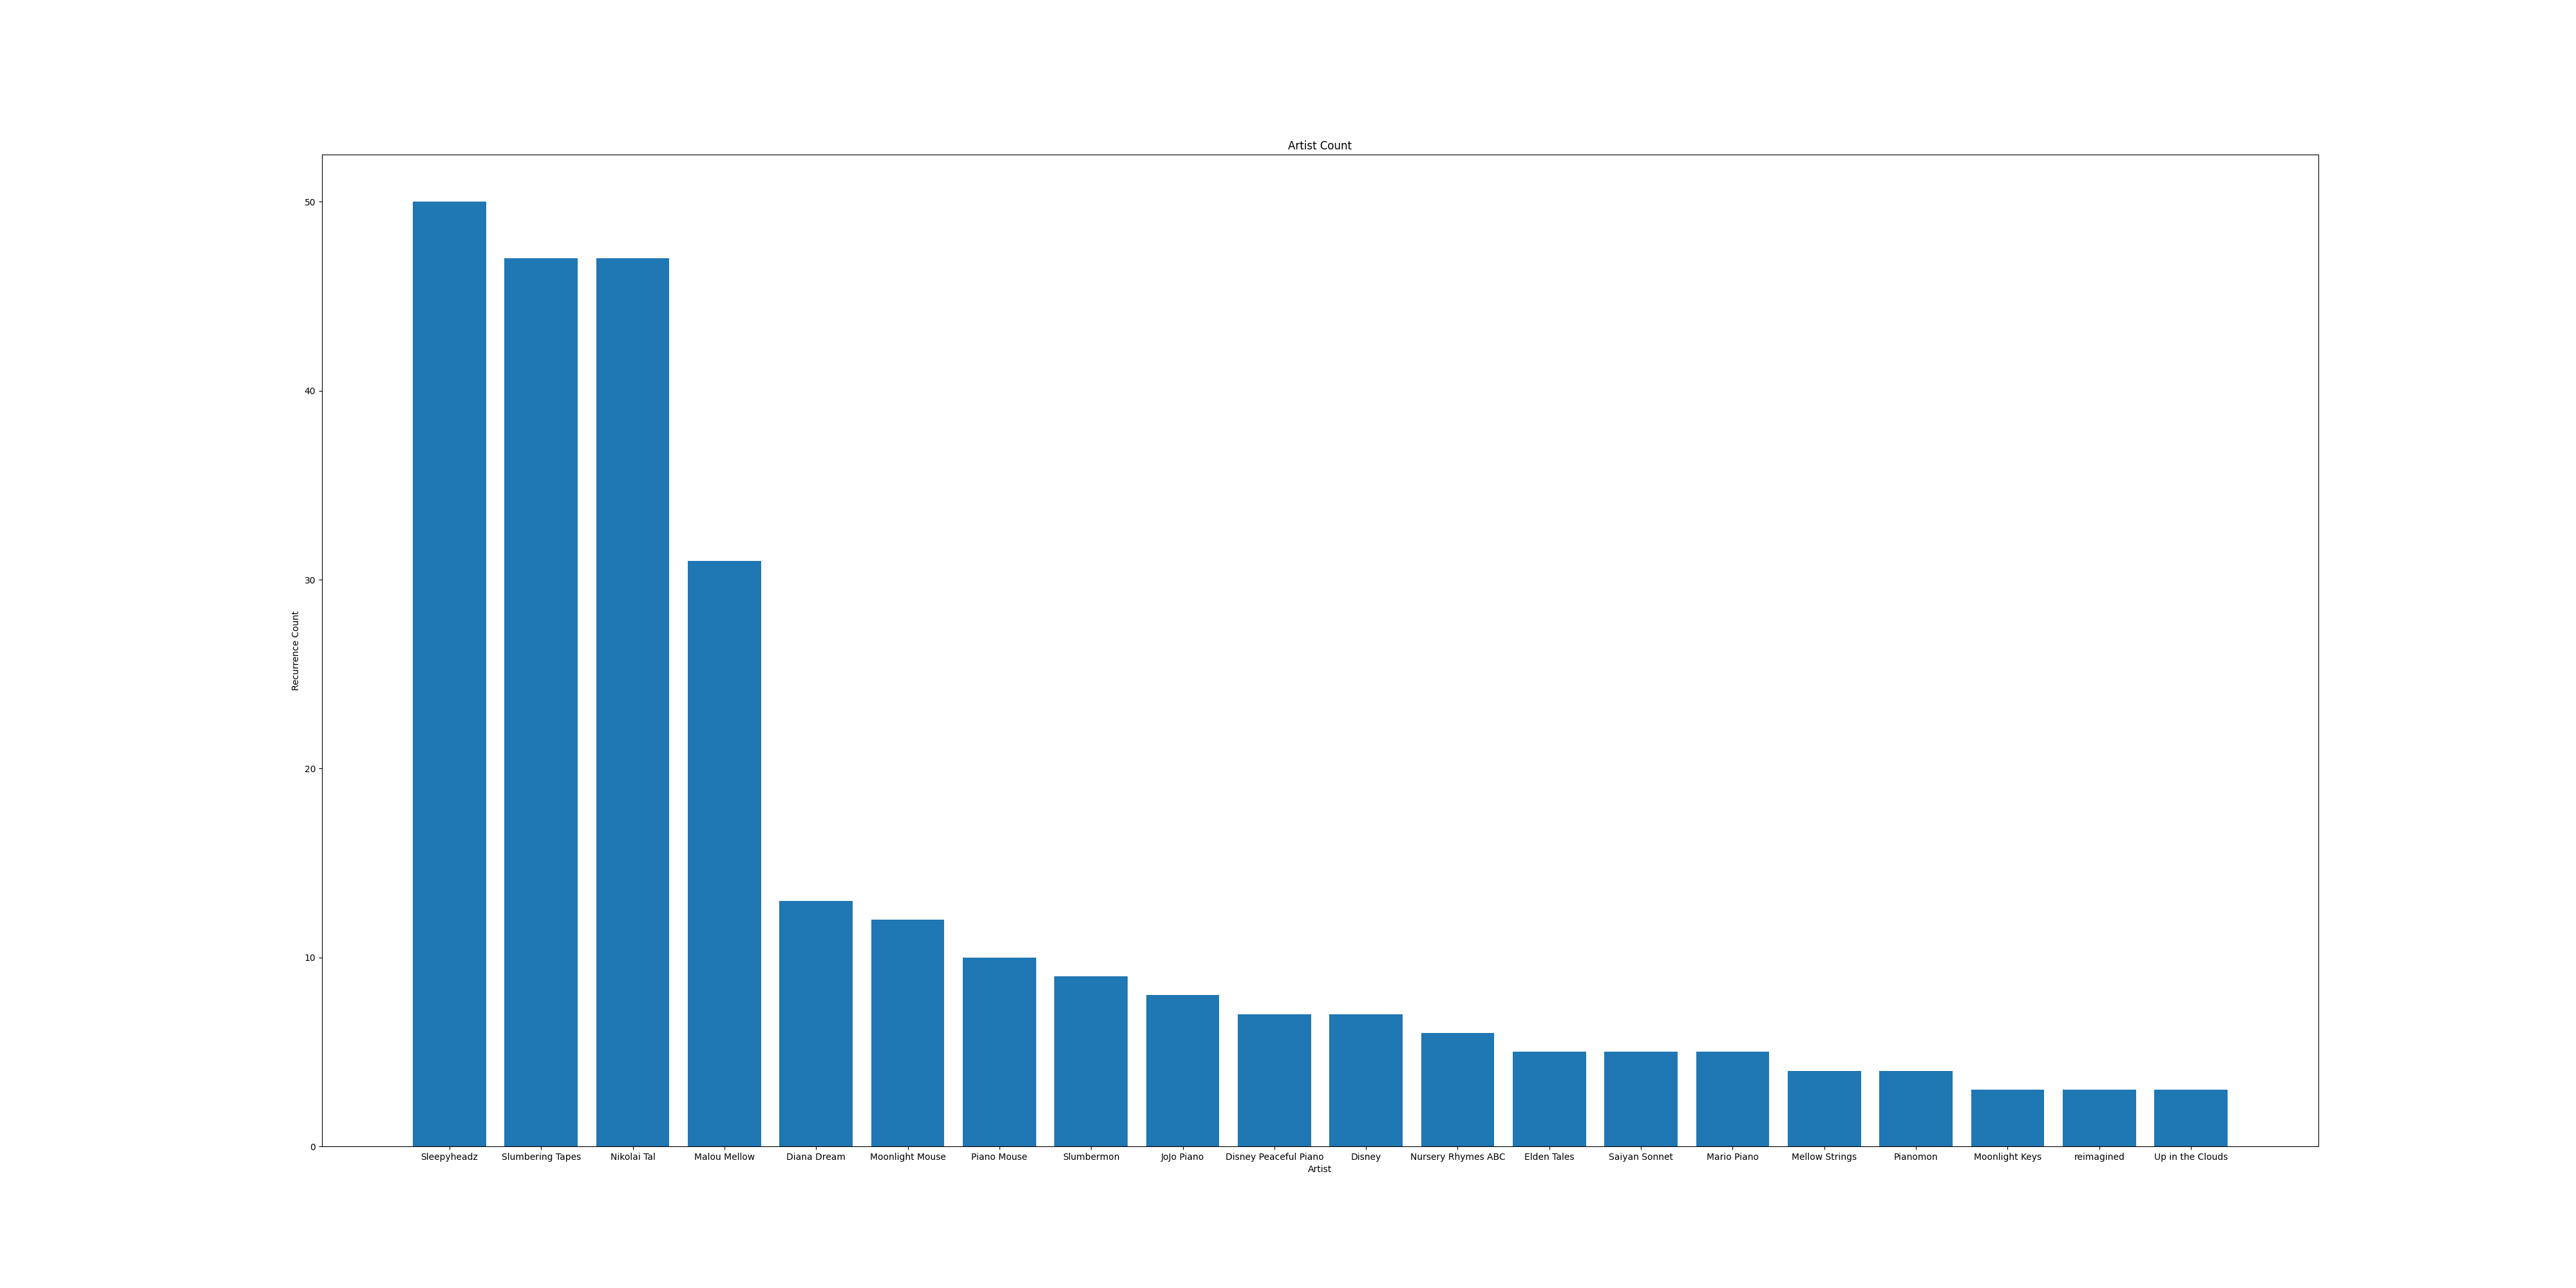 Artist Count
50
40
30
20
10
0
Recurrence Count
Sleepyheadz Slumbering Tapes Nikolai Tal Malou Mellow Diana Dream Moonlight Mouse Piano Mouse Slumbermon JoJo Piano Disney Peaceful Piano Disney Nursery Rhymes ABC Elden Tales Saiyan Sonnet Mario Piano Mellow Strings Pianomon Moonlight Keys reimagined Up in the Clouds
Artist